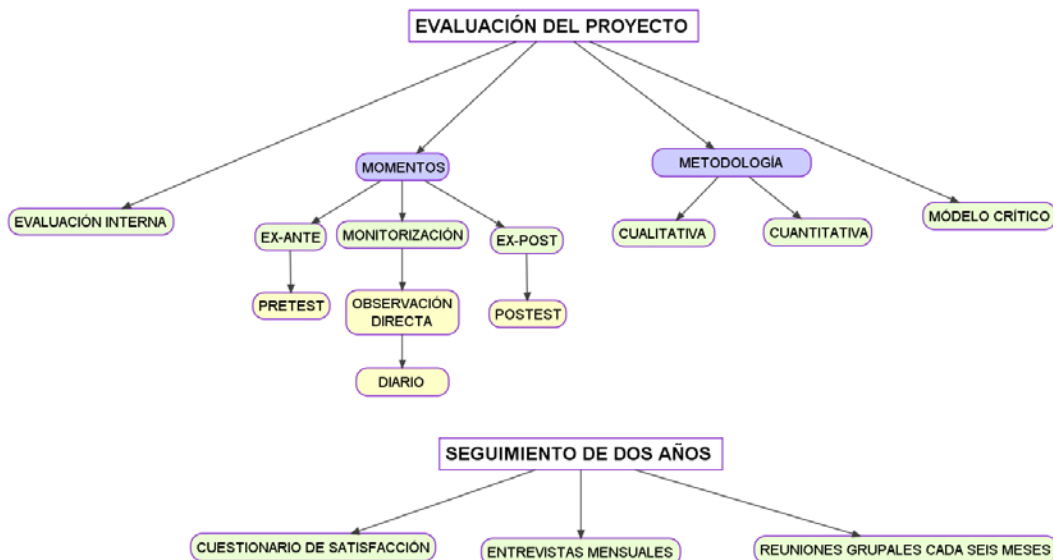 EVALUACIÓN DEL PROYECTO
MOMENTOS
METODOLOGÍA
EVALUACIÓN INTERNA
EX-ANTE
MONITORIZACIÓN
EX-POST
CUALITATIVA
CUANTITATIVA
MÓDELO CRÍTICO
PRETEST
OBSERVACIÓN
DIRECTA
POSTEST
DIARIO
SEGUIMIENTO DE DOS AÑOS
CUESTIONARIO DE SATISFACCIÓN
ENTREVISTAS MENSUALES
REUNIONES GRUPALES CADA SEIS MESES